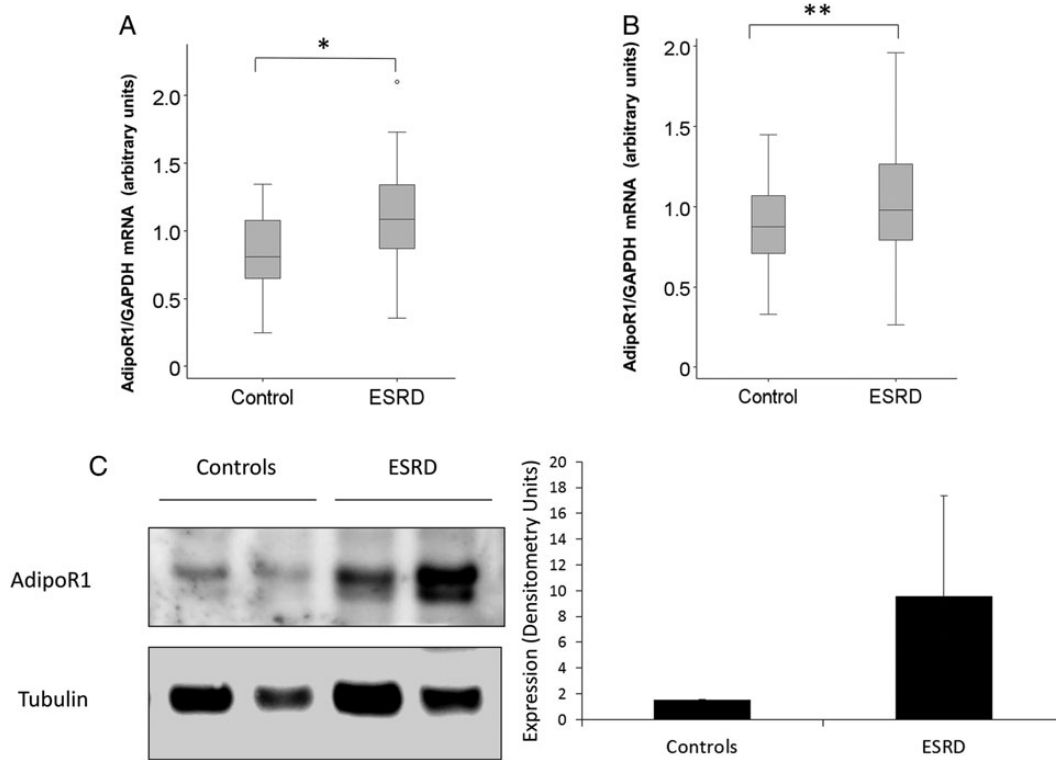 A
*
AdipoR1/GAPDH mRNA (arbitrary units)
2.0
1.5
1.0
0.5
0
Control
ESRD
B
**
AdipoR1/GAPDH mRNA (arbitrary units)
2.0
1.5
1.0
0.5
0
Control
ESRD
C
Controls
ESRD
AdipoR1
Tubulin
Expression (Densitometry Units)
20
18
16
14
12
10
8
6
4
2
0
Controls
ESRD